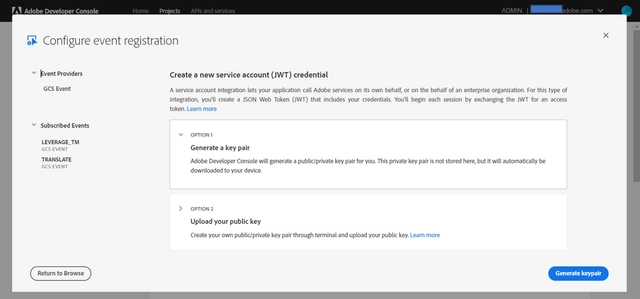 Adobe Developer Console
Home
Projects
APIs and services
ADMIN
adobe.com
Configure event registration
Event Providers
GCS Event
Subscribed Events
LEVERAGE_TM
GCS EVENT
TRANSLATE
GCS EVENT
Create a new service account (JWT) credential
A service account integration lets your application call Adobe services on its own behalf, or on the behalf of an enterprise organization. For this type of
integration, you'll create a JSON Web Token (JWT) that includes your credentials. You'll begin each session by exchanging the JWT for an access
token. Learn more
OPTION 1
Generate a key pair
Adobe Developer Console will generate a public/private key pair for you. This private key pair is not stored here, but it will automatically be
downloaded to your device.
OPTION 2
Upload your public key
Create your own public/private key pair through terminal and upload your public key. Learn more
Return to Browse
Generate keypair